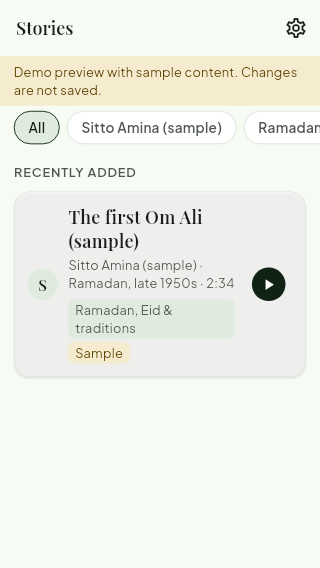 Stories
Demo preview with sample content. Changes
are not saved.
All
Sitto Amina (sample)
Ramadan
RECENTLY ADDED
The first Om Ali
(sample)
Sitto Amina (sample) ·
Ramadan, late 1950s · 2:34
S
Ramadan, Eid &
traditions
Sample